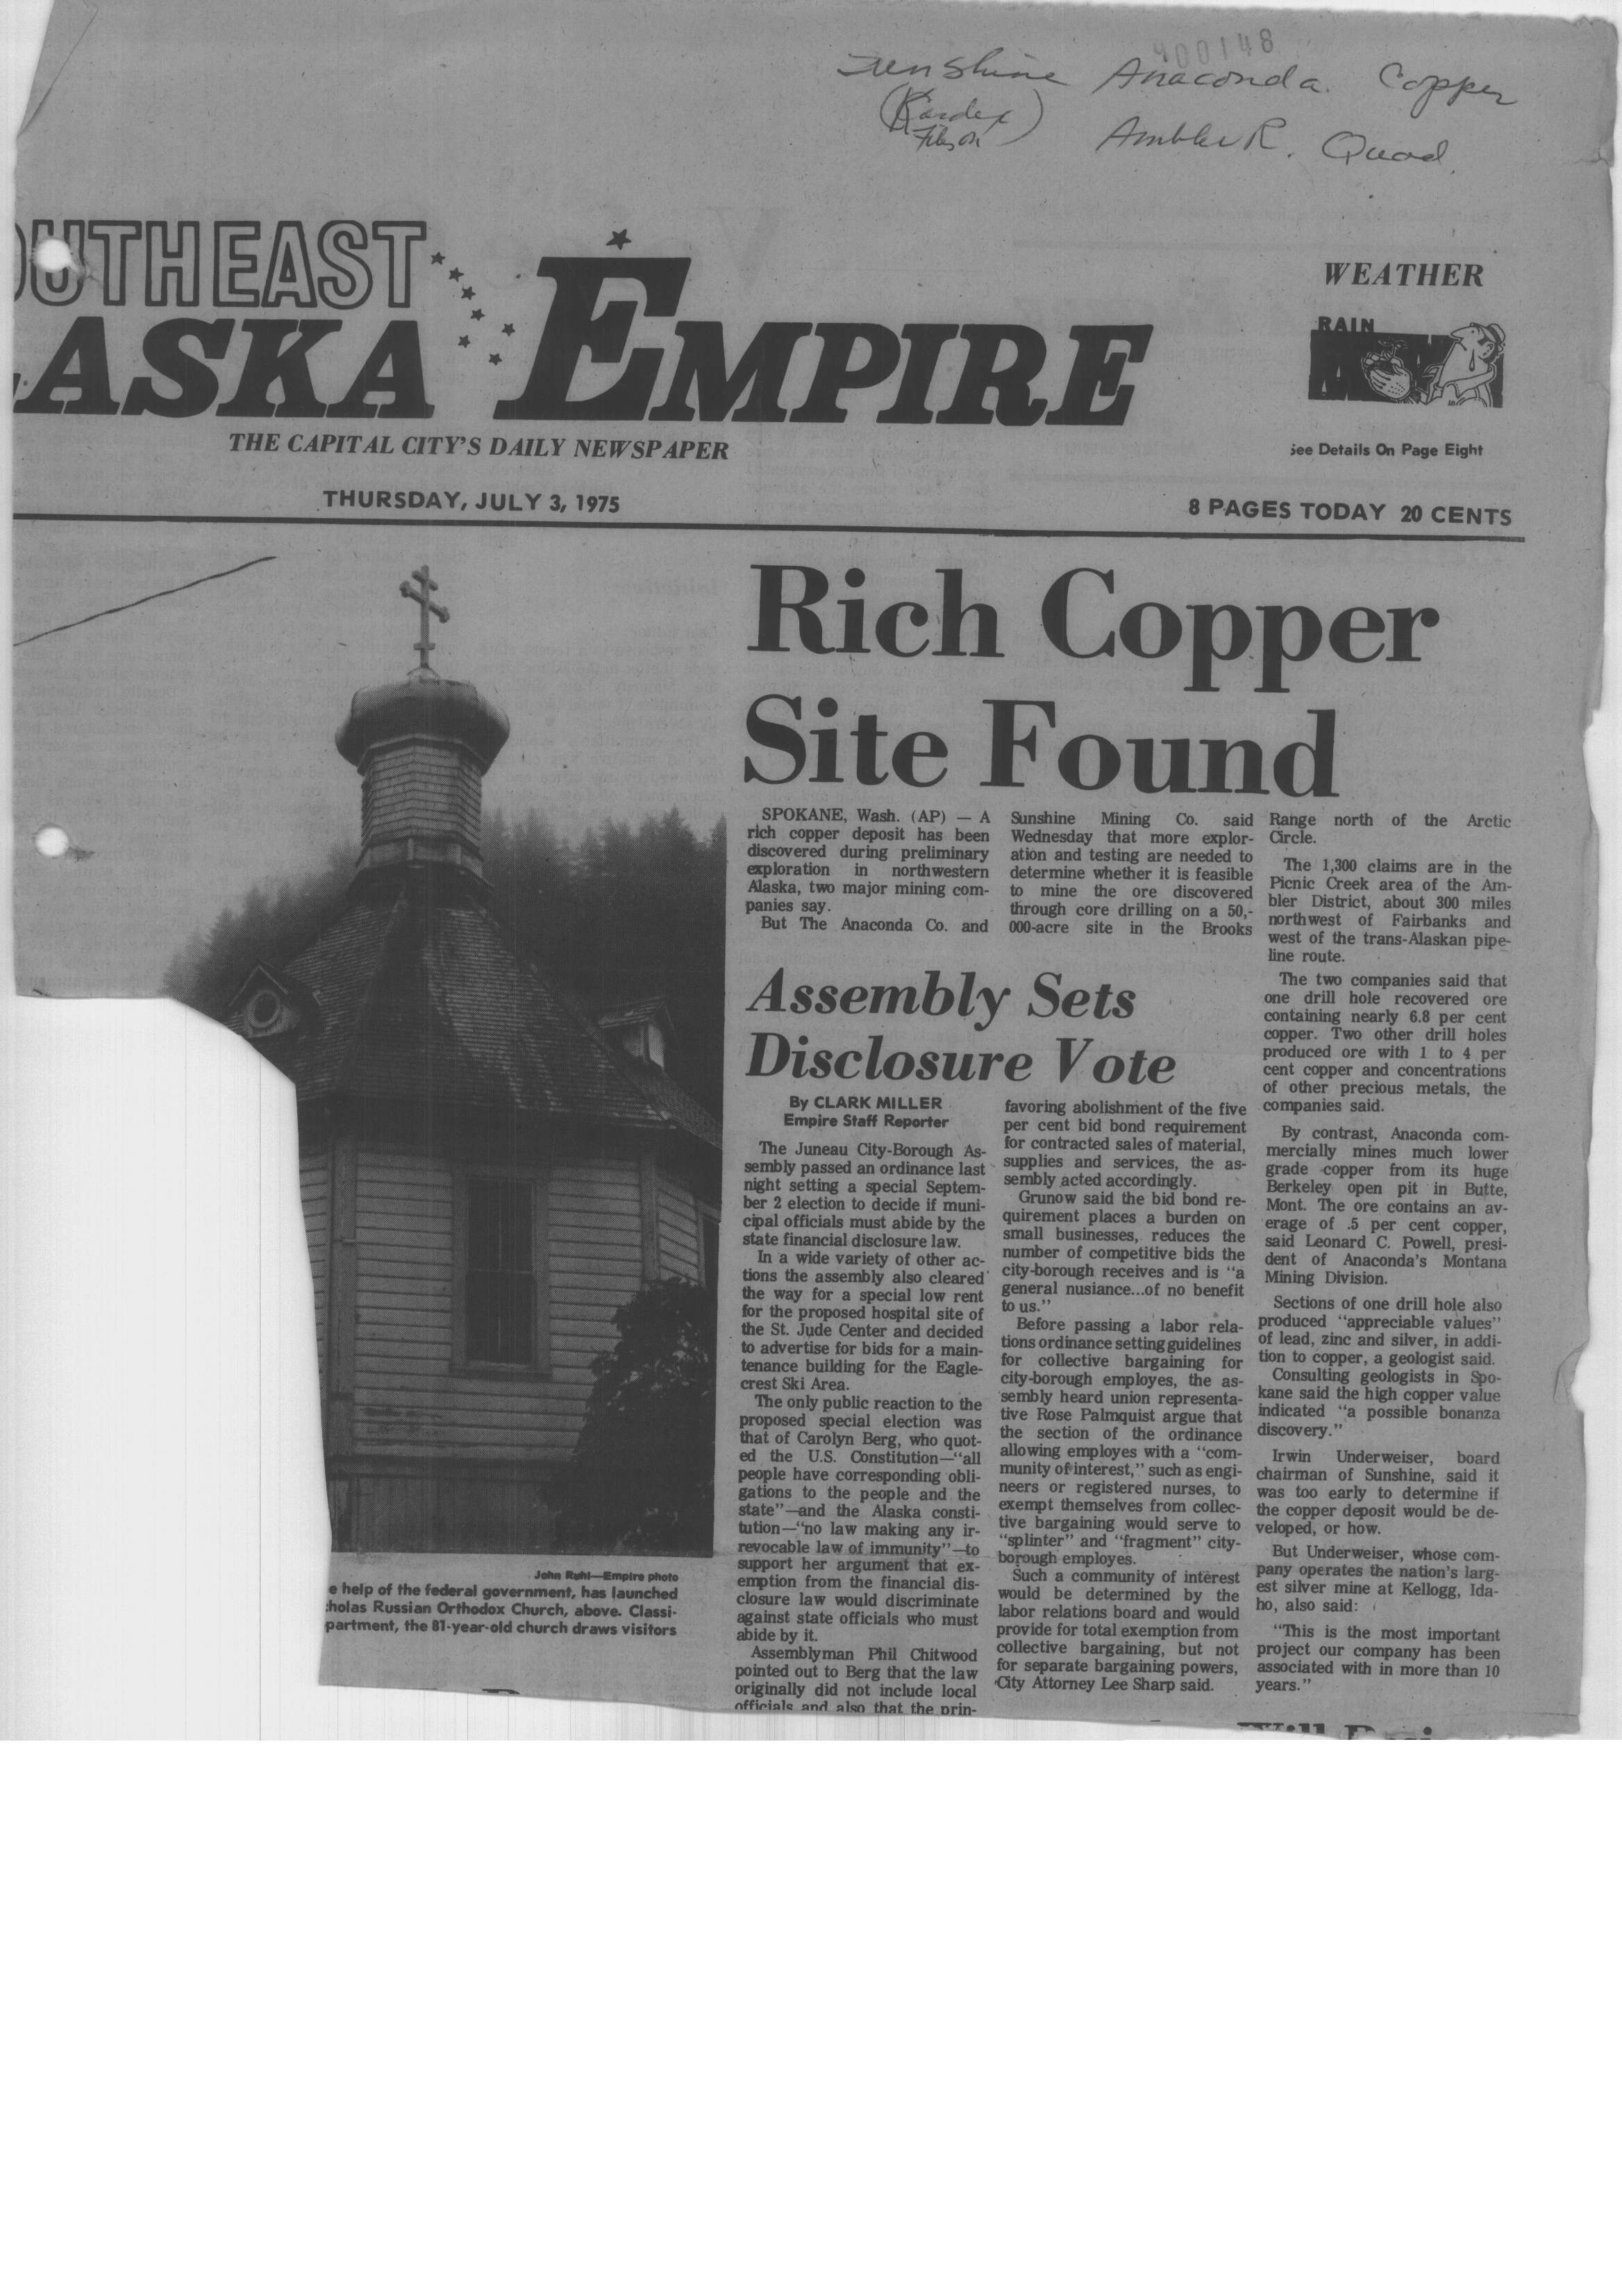 400148
Sunshine Anaconda. Copper
(Kardex)
Ambler R. Quad.
OUTHEAST
LASKA EMPIRE
THE CAPITAL CITY'S DAILY NEWSPAPER
WEATHER
RAIN
See Details On Page Eight
THURSDAY, JULY 3, 1975
8 PAGES TODAY 20 CENTS
John Ruhl—Empire photo
e help of the federal government, has launched
cholas Russian Orthodox Church, above. Classi-
partment, the 81-year-old church draws visitors
Rich Copper
Site Found
SPOKANE, Wash. (AP) — A
rich copper deposit has been
discovered during preliminary
exploration in northwestern
Alaska, two major mining com-
panies say.
But The Anaconda Co. and
Sunshine Mining Co. said
Wednesday that more explor-
ation and testing are needed to
determine whether it is feasible
to mine the ore discovered
through core drilling on a 50,-
000-acre site in the Brooks
Range north of the Arctic
Circle.
The 1,300 claims are in the
Picnic Creek area of the Am-
bler District, about 300 miles
northwest of Fairbanks and
west of the trans-Alaskan pipe-
line route.
The two companies said that
one drill hole recovered ore
containing nearly 6.8 per cent
copper. Two other drill holes
produced ore with 1 to 4 per
cent copper and concentrations
of other precious metals, the
companies said.
By contrast, Anaconda com-
mercially mines much lower
grade copper from its huge
Berkeley open pit in Butte,
Mont. The ore contains an av-
erage of .5 per cent copper,
said Leonard C. Powell, presi-
dent of Anaconda's Montana
Mining Division.
Sections of one drill hole also
produced "appreciable values"
of lead, zinc and silver, in addi-
tion to copper, a geologist said.
Consulting geologists in Spo-
kane said the high copper value
indicated "a possible bonanza
discovery."
Irwin Underweiser, board
chairman of Sunshine, said it
was too early to determine if
the copper deposit would be de-
veloped, or how.
But Underweiser, whose com-
pany operates the nation's larg-
est silver mine at Kellogg, Ida-
ho, also said:
"This is the most important
project our company has been
associated with in more than 10
years."
Assembly Sets
Disclosure Vote
By CLARK MILLER
Empire Staff Reporter
The Juneau City-Borough As-
sembly passed an ordinance last
night setting a special Septem-
ber 2 election to decide if muni-
cipal officials must abide by the
state financial disclosure law.
In a wide variety of other ac-
tions the assembly also cleared
the way for a special low rent
for the proposed hospital site of
the St. Jude Center and decided
to advertise for bids for a main-
tenance building for the Eagle-
crest Ski Area.
The only public reaction to the
proposed special election was
that of Carolyn Berg, who quot-
ed the U.S. Constitution—"all
people have corresponding obli-
gations to the people and the
state"—and the Alaska consti-
tution—"no law making any ir-
revocable law of immunity"—to
support her argument that ex-
emption from the financial dis-
closure law would discriminate
against state officials who must
abide by it.
Assemblyman Phil Chitwood
pointed out to Berg that the law
originally did not include local
officials and also that the prin-
favoring abolishment of the five
per cent bid bond requirement
for contracted sales of material,
supplies and services, the as-
sembly acted accordingly.
Grunow said the bid bond re-
quirement places a burden on
small businesses, reduces the
number of competitive bids the
city-borough receives and is "a
general nusiance...of no benefit
to us."
Before passing a labor rela-
tions ordinance setting guidelines
for collective bargaining for
city-borough employes, the as-
sembly heard union representa-
tive Rose Palmquist argue that
the section of the ordinance
allowing employes with a "com-
munity of interest," such as engi-
neers or registered nurses, to
exempt themselves from collec-
tive bargaining would serve to
"splinter" and "fragment" city-
borough employes.
Such a community of interest
would be determined by the
labor relations board and would
provide for total exemption from
collective bargaining, but not
for separate bargaining powers,
City Attorney Lee Sharp said.